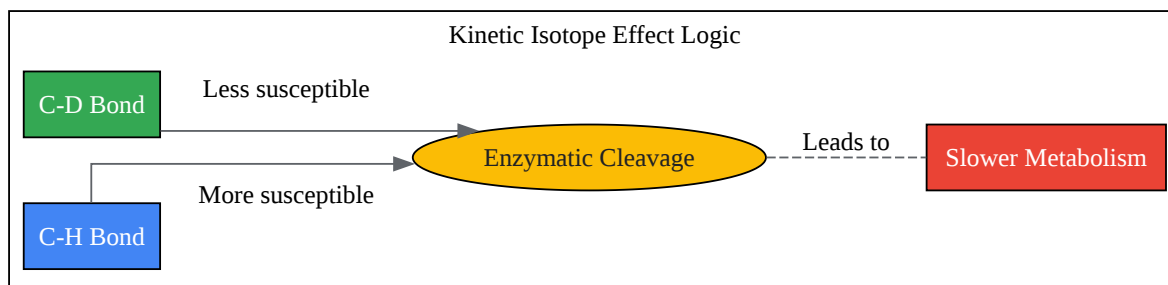 Kinetic Isotope Effect Logic
C-D Bond
Less susceptible
Enzymatic Cleavage
Leads to
Slower Metabolism
More susceptible
C-H Bond